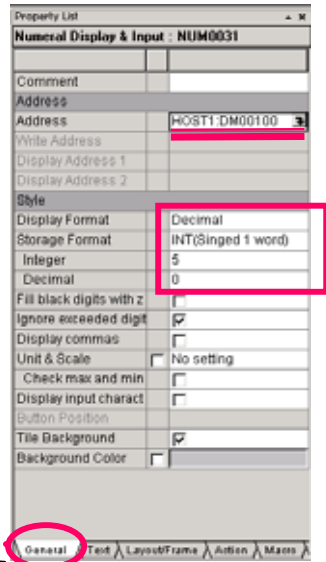 Property List
Numeral Display & Input : NUM0031
Comment
Address
Address HOST1:DM00100
Write Address
Display Address 1
Display Address 2
Style
Display Format Decimal
Storage Format INT(Singed 1 word)
Integer 5
Decimal 0
Fill black digits with z
Ignore exceeded digit
Display commas
Unit & Scale No setting
Check max and min
Display input charact
Button Position
Tile Background
Background Color
General Text Layout/Frame Action Macro